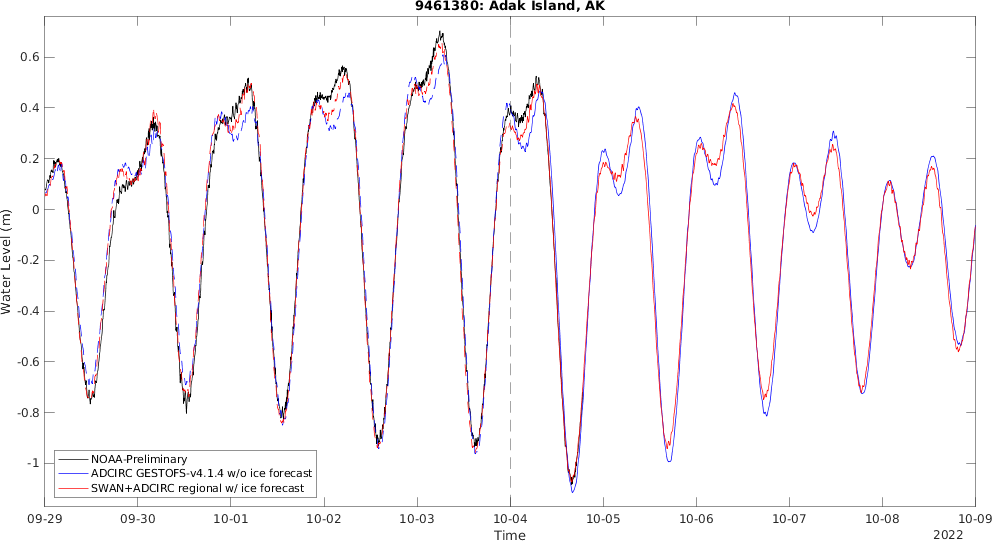 9461380: Adak Island, AK
Water Level (m)
0.6
0.4
0.2
0
-0.2
-0.4
-0.6
-0.8
-1
NOAA-Preliminary
ADCIRC GESTOFS-v4.1.4 w/o ice forecast
SWAN+ADCIRC regional w/ ice forecast
09-29 09-30 10-01 10-02 10-03 10-04 10-05 10-06 10-07 10-08 10-09
Time
2022